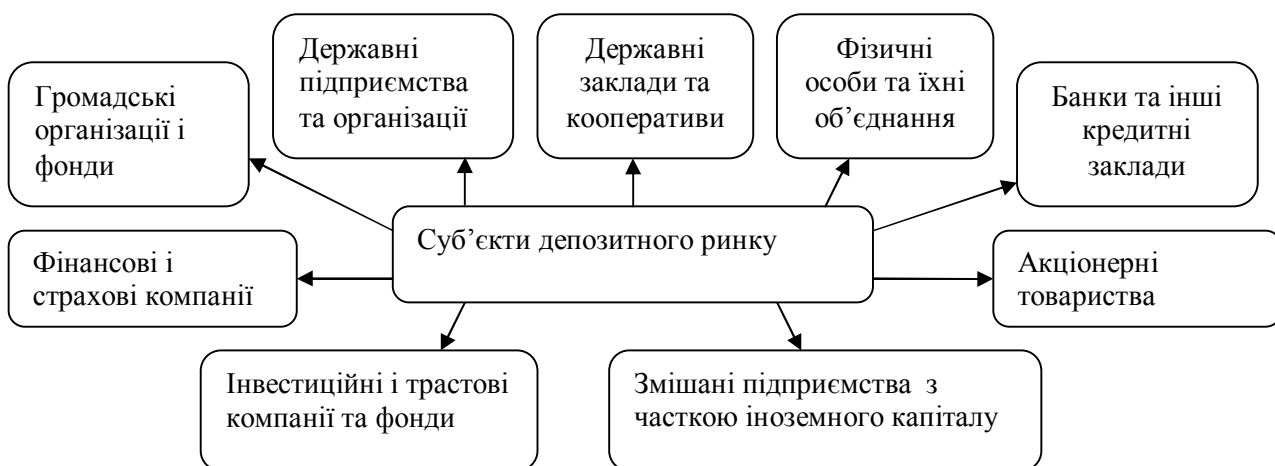 Державні
підприємства
та організації
Державні
заклади та
кооперативи
Фізичні
особи та їхні
об’єднання
Громадські
організації і
фонди
Банки та інші
кредитні
заклади
Суб’єкти депозитного ринку
Фінансові і
страхові компанії
Акціонерні
товариства
Інвестиційні і трастові
компанії та фонди
Змішані підприємства з
часткою іноземного капіталу